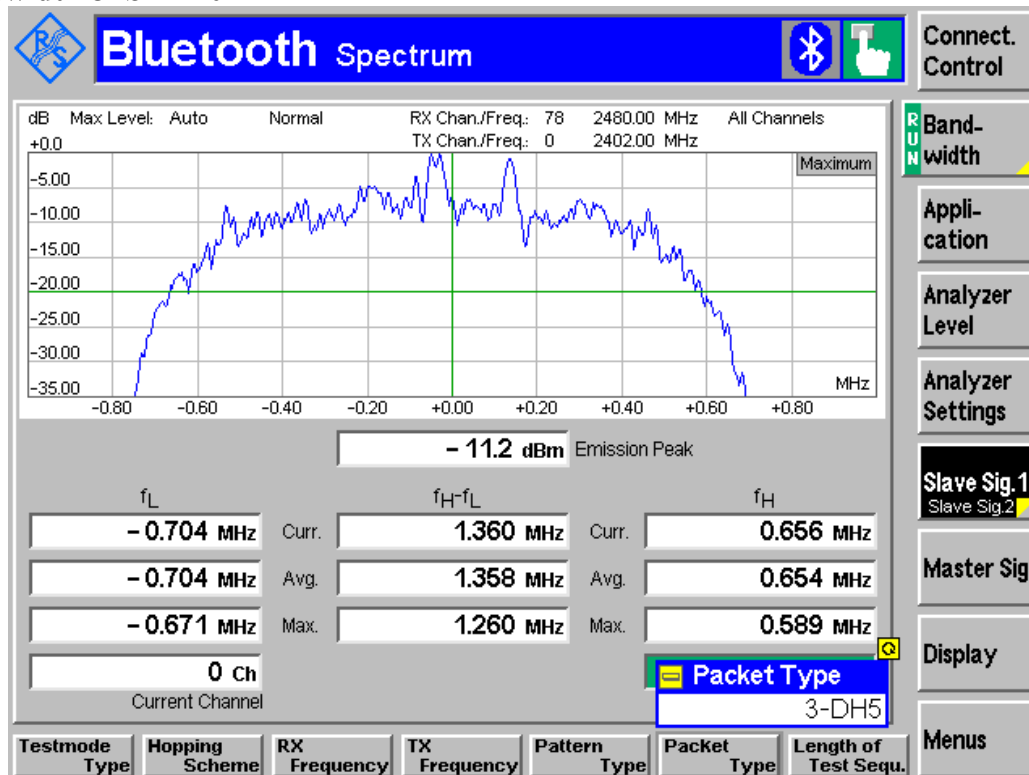 R&S
Bluetooth Spectrum
Connect.
Control
dB Max Level: Auto Normal RX Chan./Freq.: 78 2480.00 MHz All Channels
+0.0 TX Chan./Freq.: 0 2402.00 MHz
Maximum
-5.00
-10.00
-15.00
-20.00
-25.00
-30.00
-35.00
MHz
-0.80 -0.60 -0.40 -0.20 +0.00 +0.20 +0.40 +0.60 +0.80
- 11.2 dBm Emission Peak
fL fH-fL fH
- 0.704 MHz Curr. 1.360 MHz Curr. 0.656 MHz
- 0.704 MHz Avg. 1.358 MHz Avg. 0.654 MHz
- 0.671 MHz Max. 1.260 MHz Max. 0.589 MHz
0 Ch
Current Channel
Packet Type
3-DH5
RUN
Band-
width
Appli-
cation
Analyzer
Level
Analyzer
Settings
Slave Sig.1
Slave Sig.2
Master Sig
Display
Menus
Testmode
Type
Hopping
Scheme
RX
Frequency
TX
Frequency
Pattern
Type
Packet
Type
Length of
Test Sequ.